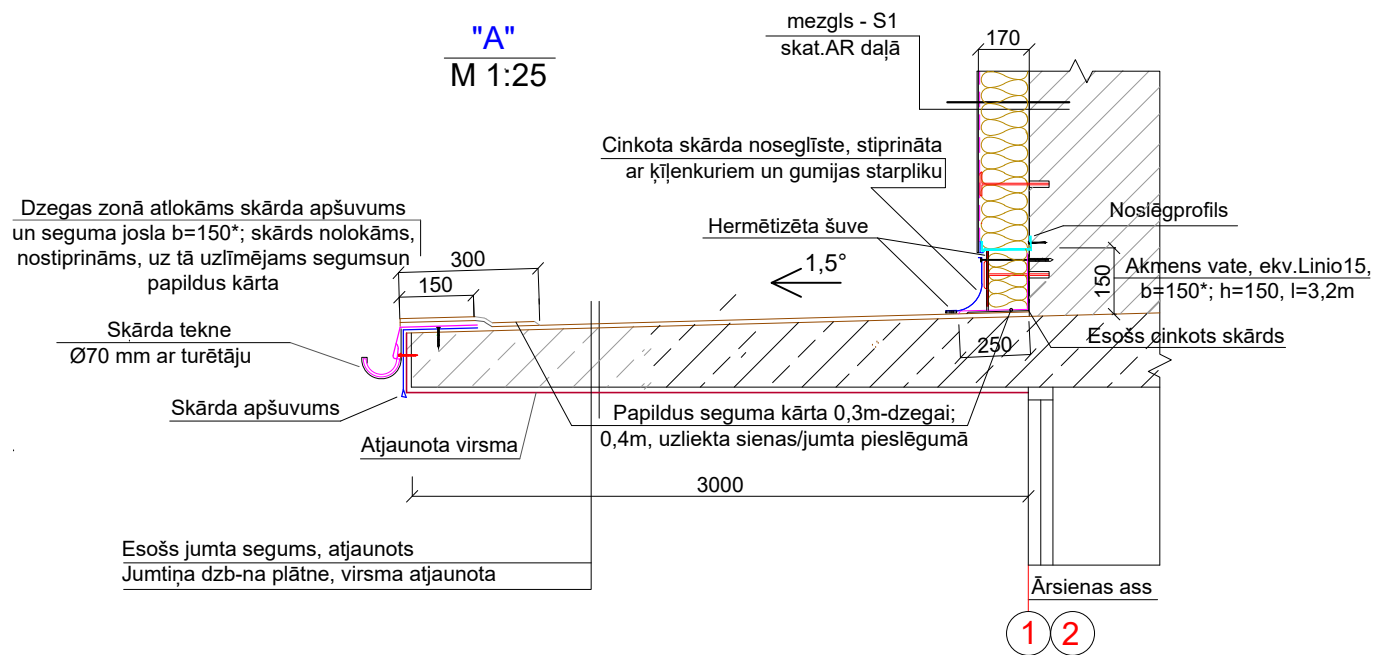 "A"
M 1:25
mezgls - S1
skat.AR daļā
170
Cinkota skārda noseglīste, stiprināta
ar ķīļenkuriem un gumijas starpliku
Dzegas zonā atlokāms skārda apšuvums
un seguma josla b=150*; skārds nolokāms,
nostiprināms, uz tā uzlīmējams segumsun
papildus kārta
Hermētizēta šuve
Noslēgprofils
300
150
1,5°
150
Akmens vate, ekv.Linio15,
b=150*; h=150, l=3,2m
Skārda tekne
Ø70 mm ar turētāju
250
Esošs cinkots skārds
Skārda apšuvums
Papildus seguma kārta 0,3m-dzegai;
0,4m, uzliekta sienas/jumta pieslēgumā
Atjaunota virsma
3000
Esošs jumta segums, atjaunots
Jumtiņa dzb-na plātne, virsma atjaunota
Ārsienas ass
1 2